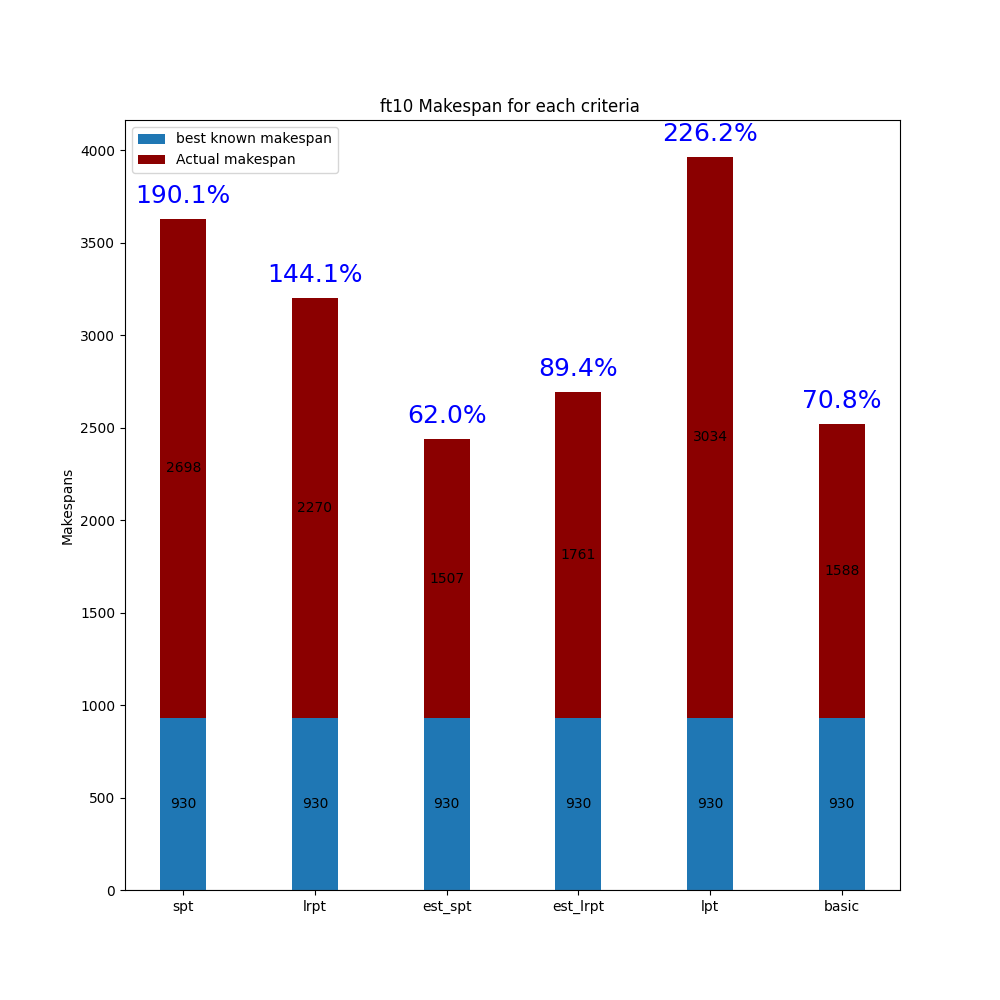 ft10 Makespan for each criteria
best known makespan
Actual makespan
190.1%
144.1%
62.0%
89.4%
226.2%
70.8%
2698
2270
1507
1761
3034
1588
930
930
930
930
930
930
Makespans
4000
3500
3000
2500
2000
1500
1000
500
0
spt
lrpt
est_spt
est_lrpt
lpt
basic